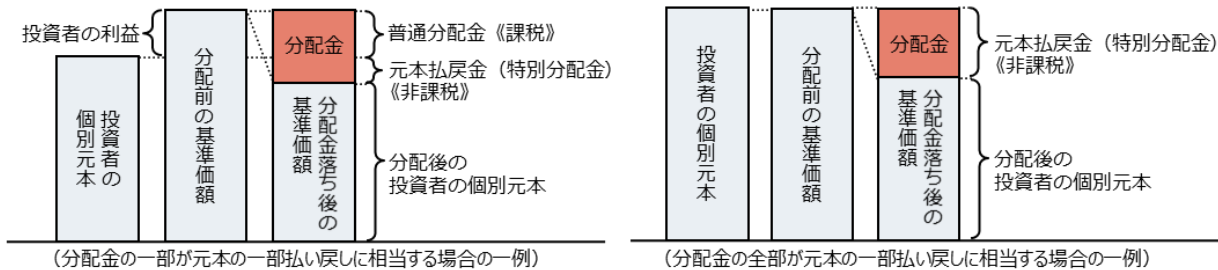 投資者の利益
投資者の
個別元本
分配前の基準価額
分配金
分配金落ち後の
基準価額
普通分配金《課税》
元本払戻金（特別分配金）
《非課税》
分配後の
投資者の個別元本
（分配金の一部が元本の一部払い戻しに相当する場合の一例）
投資者の個別元本
分配前の基準価額
分配金
分配金落ち後の
基準価額
元本払戻金（特別分配金）
《非課税》
分配後の
投資者の個別元本
（分配金の全部が元本の一部払い戻しに相当する場合の一例）